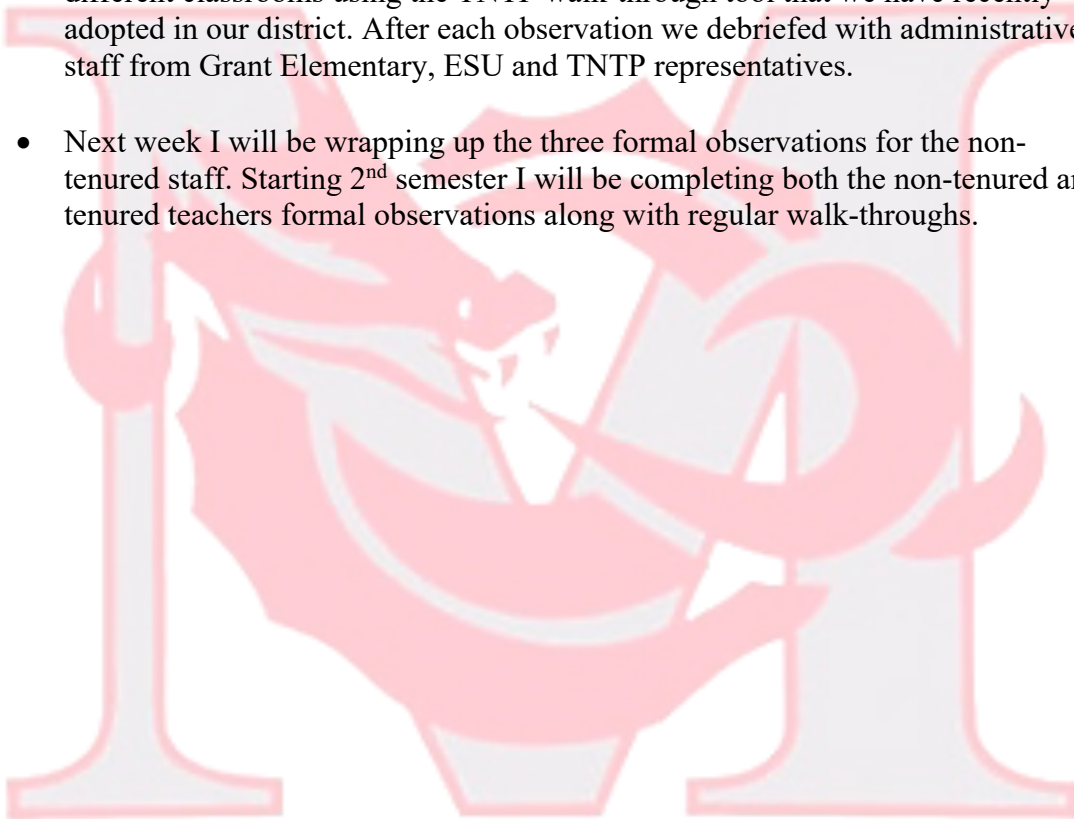 different classrooms using the TNTP walk-through tool that we have recently
adopted in our district. After each observation we debriefed with administrative
staff from Grant Elementary, ESU and TNTP representatives.
• Next week I will be wrapping up the three formal observations for the non-
tenured staff. Starting 2nd semester I will be completing both the non-tenured
tenured teachers formal observations along with regular walk-throughs.